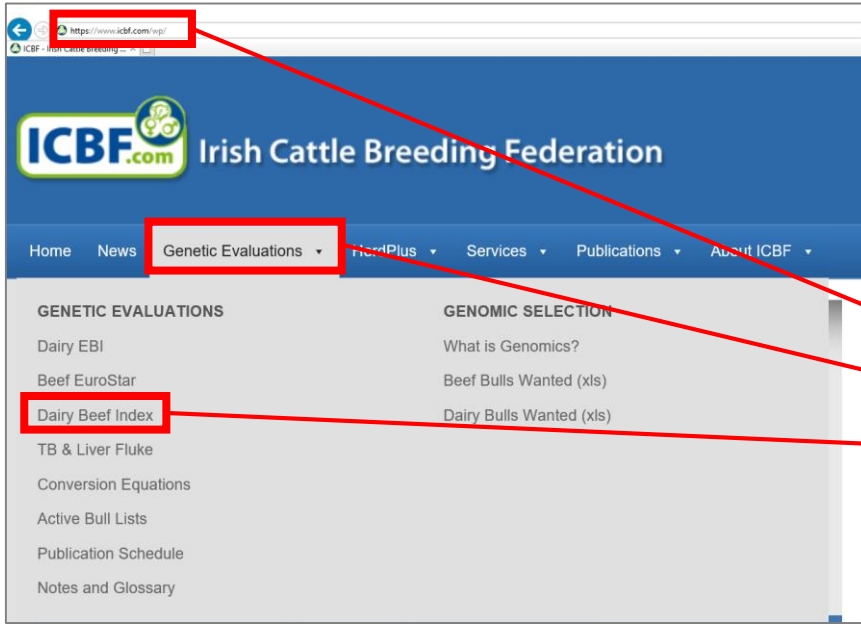 https://www.icbf.com/wp/
ICBF - Irish Cattle Breeding ...
ICBF.com Irish Cattle Breeding Federation
Home News Genetic Evaluations HerdPlus Services Publications About ICBF
GENETIC EVALUATIONS GENOMIC SELECTION
Dairy EBI What is Genomics?
Beef EuroStar Beef Bulls Wanted (xls)
Dairy Beef Index Dairy Bulls Wanted (xls)
TB & Liver Fluke
Conversion Equations
Active Bull Lists
Publication Schedule
Notes and Glossary